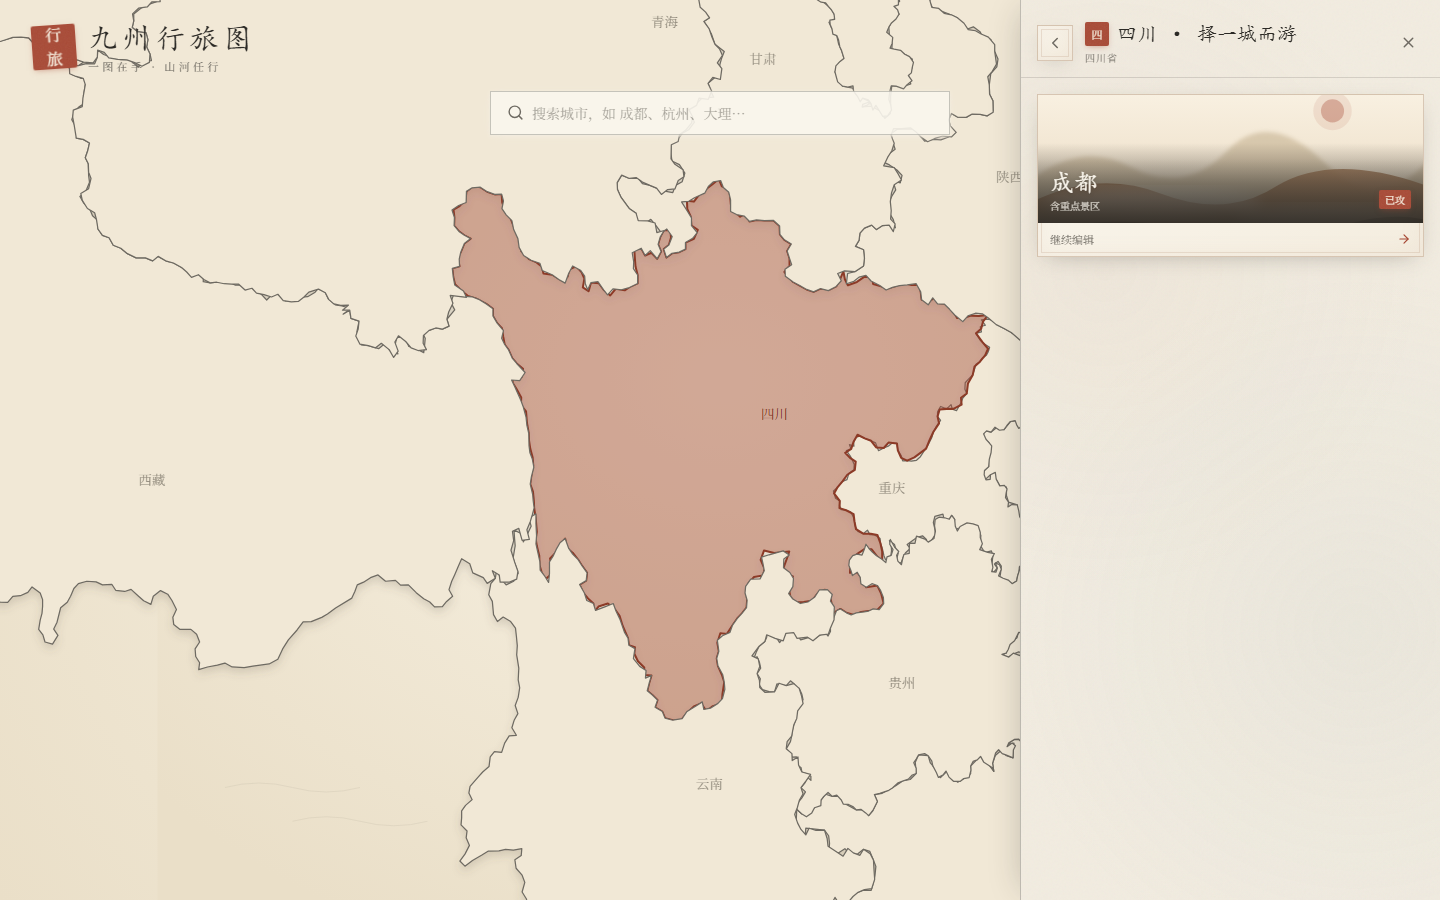 行旅
九州行旅图
一图在手 · 山河任行
青海
甘肃
陕西
搜索城市，如 成都、杭州、大理…
四川
西藏
重庆
贵州
云南
四
四川 · 择一城而游
四川省
成都
含重点景区
已攻
继续编辑